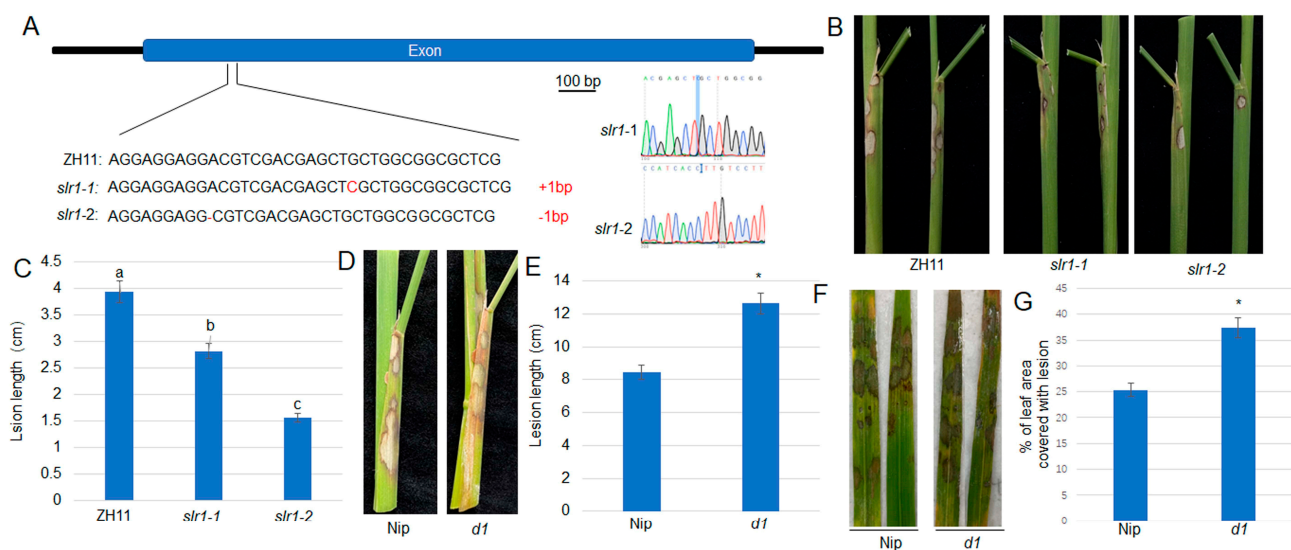 A
Exon
100 bp
ZH11: AGGAGGAGGACGTCGACGAGCTGCTGGCGGCGCTCG
slr1-1: AGGAGGAGGACGTCGACGAGCTCGCTGGCGGCGCTCG +1bp
slr1-2: AGGAGGAGG-CGTCGACGAGCTGCTGGCGGCGCTCG -1bp
ACGAGCTCGCTGGCGG
slr1-1
CCATCACCTTGTCCTT
slr1-2
B
ZH11
slr1-1
slr1-2
C
Lsion length (cm)
4.5
4
3.5
3
2.5
2
1.5
1
0.5
0
a
b
c
ZH11
slr1-1
slr1-2
D
Nip
d1
E
Lesion length (cm)
14
12
10
8
6
4
2
0
*
Nip
d1
F
Nip
d1
G
% of leaf area
covered with lesion
45
40
35
30
25
20
15
10
5
0
*
Nip
d1